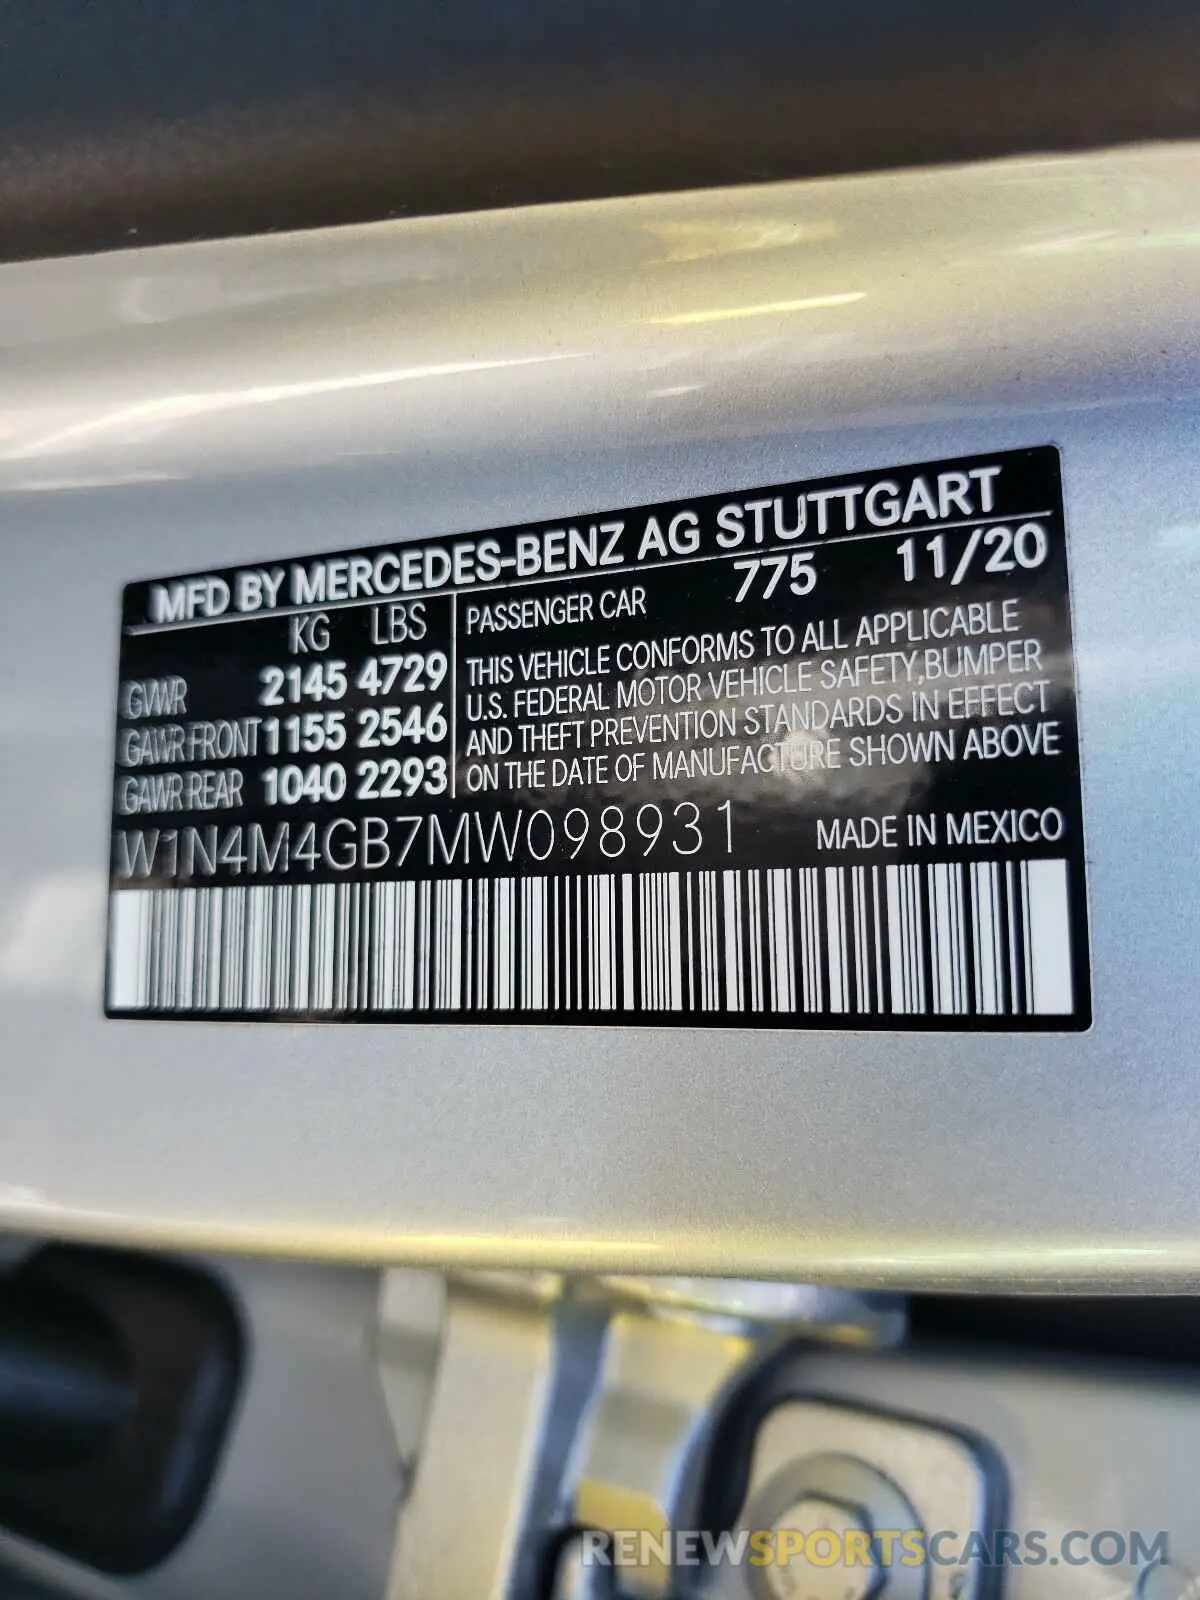 MFD BY MERCEDES-BENZ AG STUTTGART
KG LBS
GVWR 2145 4729
GAWR FRONT 1155 2546
GAWR REAR 1040 2293
PASSENGER CAR 775 11/20
THIS VEHICLE CONFORMS TO ALL APPLICABLE
U.S. FEDERAL MOTOR VEHICLE SAFETY, BUMPER
AND THEFT PREVENTION STANDARDS IN EFFECT
ON THE DATE OF MANUFACTURE SHOWN ABOVE
W1N4M4GB7MW098931 MADE IN MEXICO
RENEWSPORTSCARS.COM